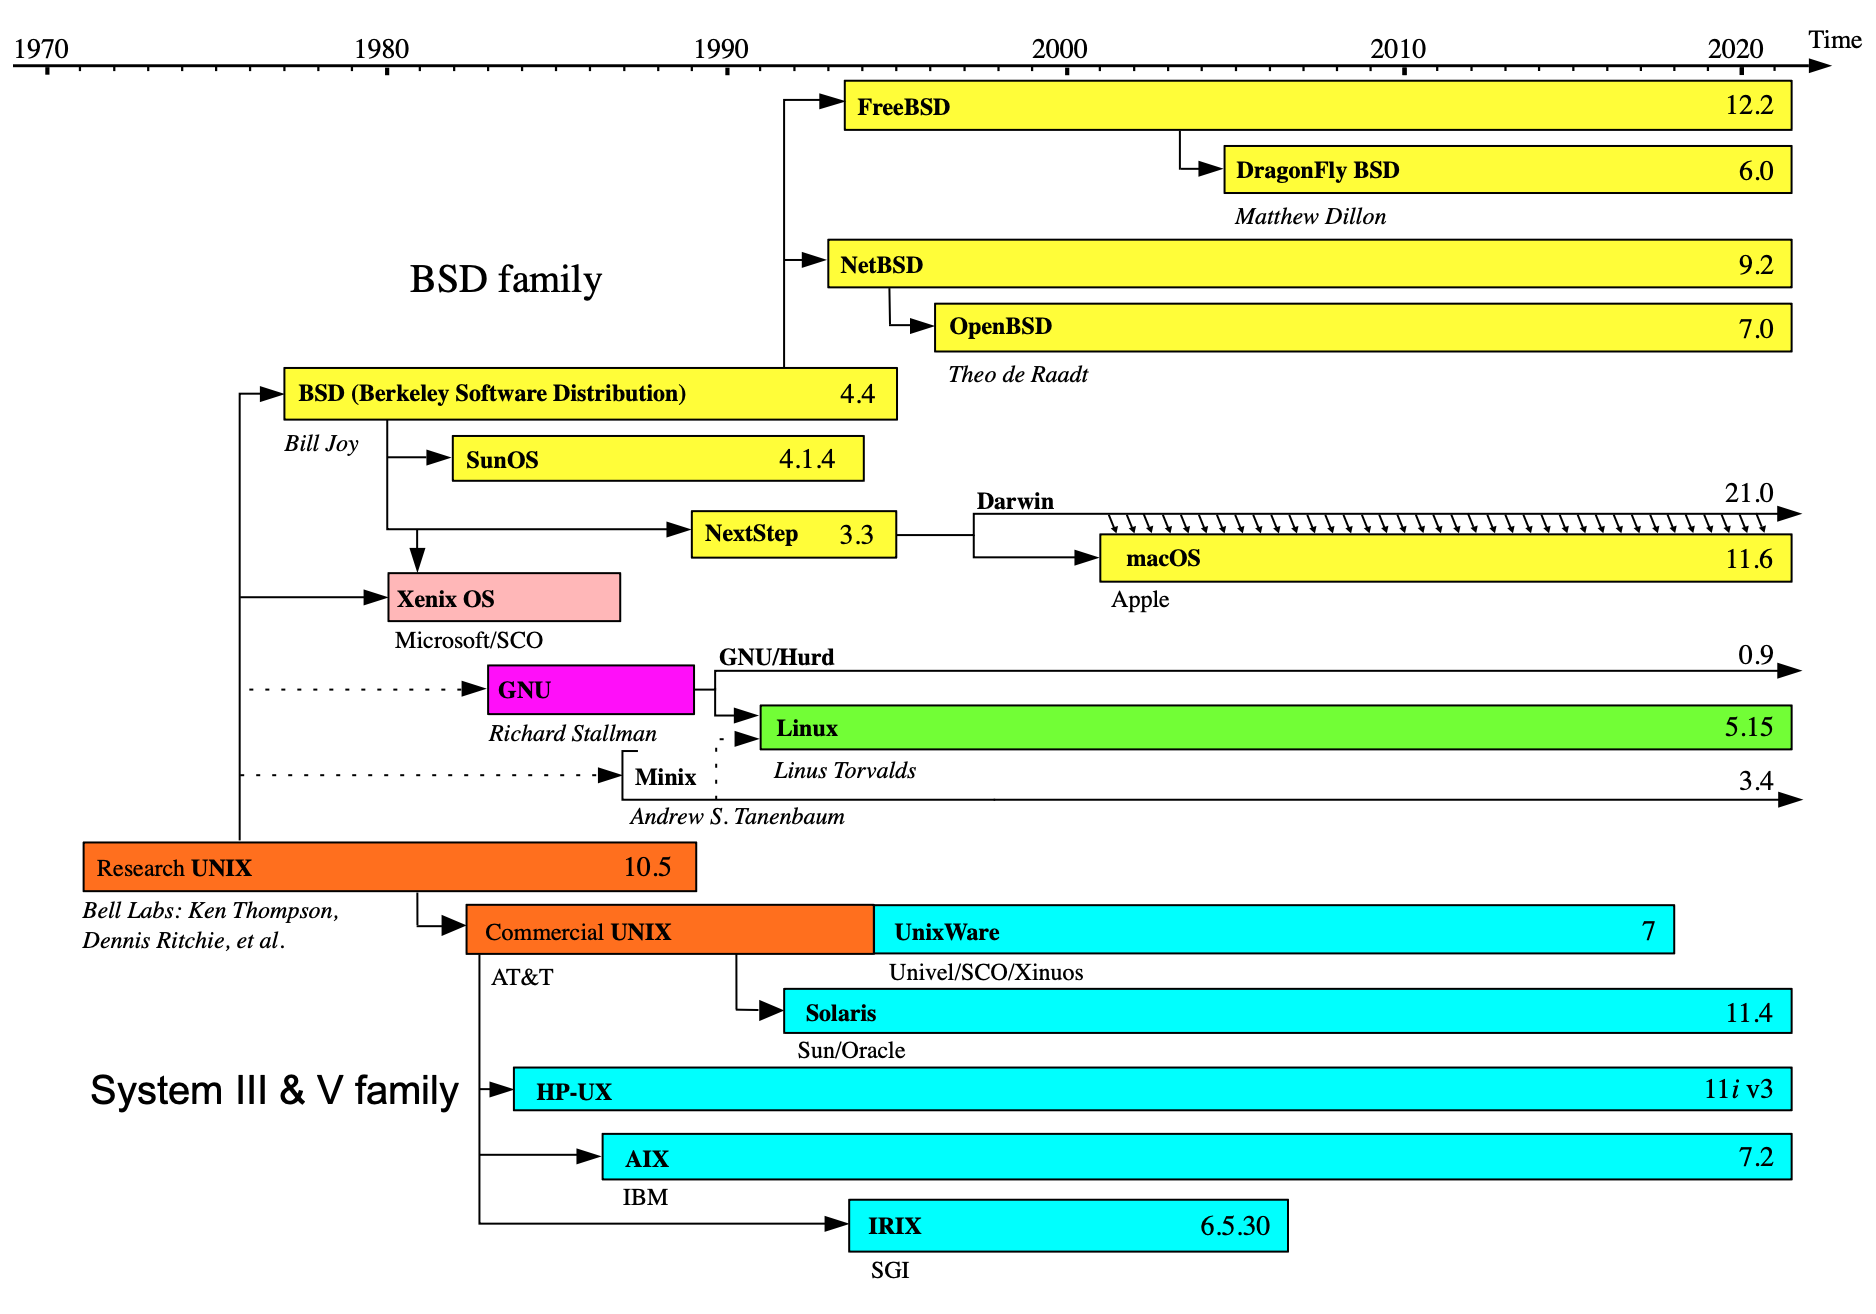 1970 1980 1990 2000 2010 2020 Time
FreeBSD 12.2
DragonFly BSD 6.0
Matthew Dillon
BSD family
NetBSD 9.2
OpenBSD 7.0
Theo de Raadt
BSD (Berkeley Software Distribution) 4.4
Bill Joy
SunOS 4.1.4
Darwin 21.0
NextStep 3.3
macOS 11.6
Apple
Xenix OS
Microsoft/SCO
GNU/Hurd 0.9
GNU
Richard Stallman
Linux 5.15
Linus Torvalds
Minix 3.4
Andrew S. Tanenbaum
Research UNIX 10.5
Bell Labs: Ken Thompson,
Dennis Ritchie, et al.
Commercial UNIX UnixWare 7
AT&T Univel/SCO/Xinuos
Solaris 11.4
Sun/Oracle
System III & V family
HP-UX 11i v3
AIX 7.2
IBM
IRIX 6.5.30
SGI